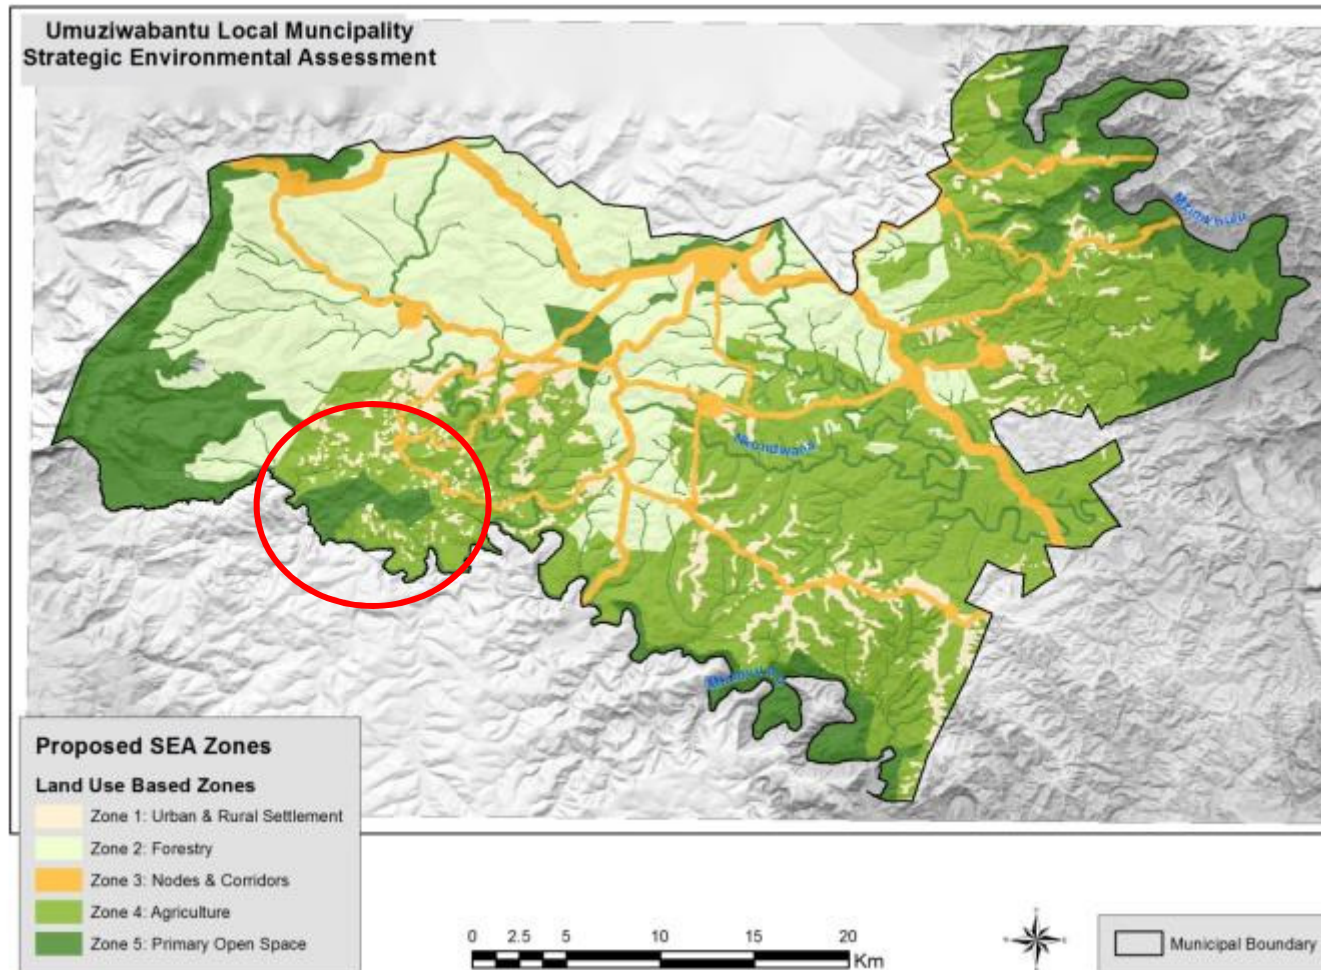 Umuziwabantu Local Muncipality
Strategic Environmental Assessment
Mzimkhulu
Nkondwana
Proposed SEA Zones
Land Use Based Zones
Zone 1: Urban & Rural Settlement
Zone 2: Forestry
Zone 3: Nodes & Corridors
Zone 4: Agriculture
Zone 5: Primary Open Space
0 2.5 5 10 15 20
Km
Municipal Boundary